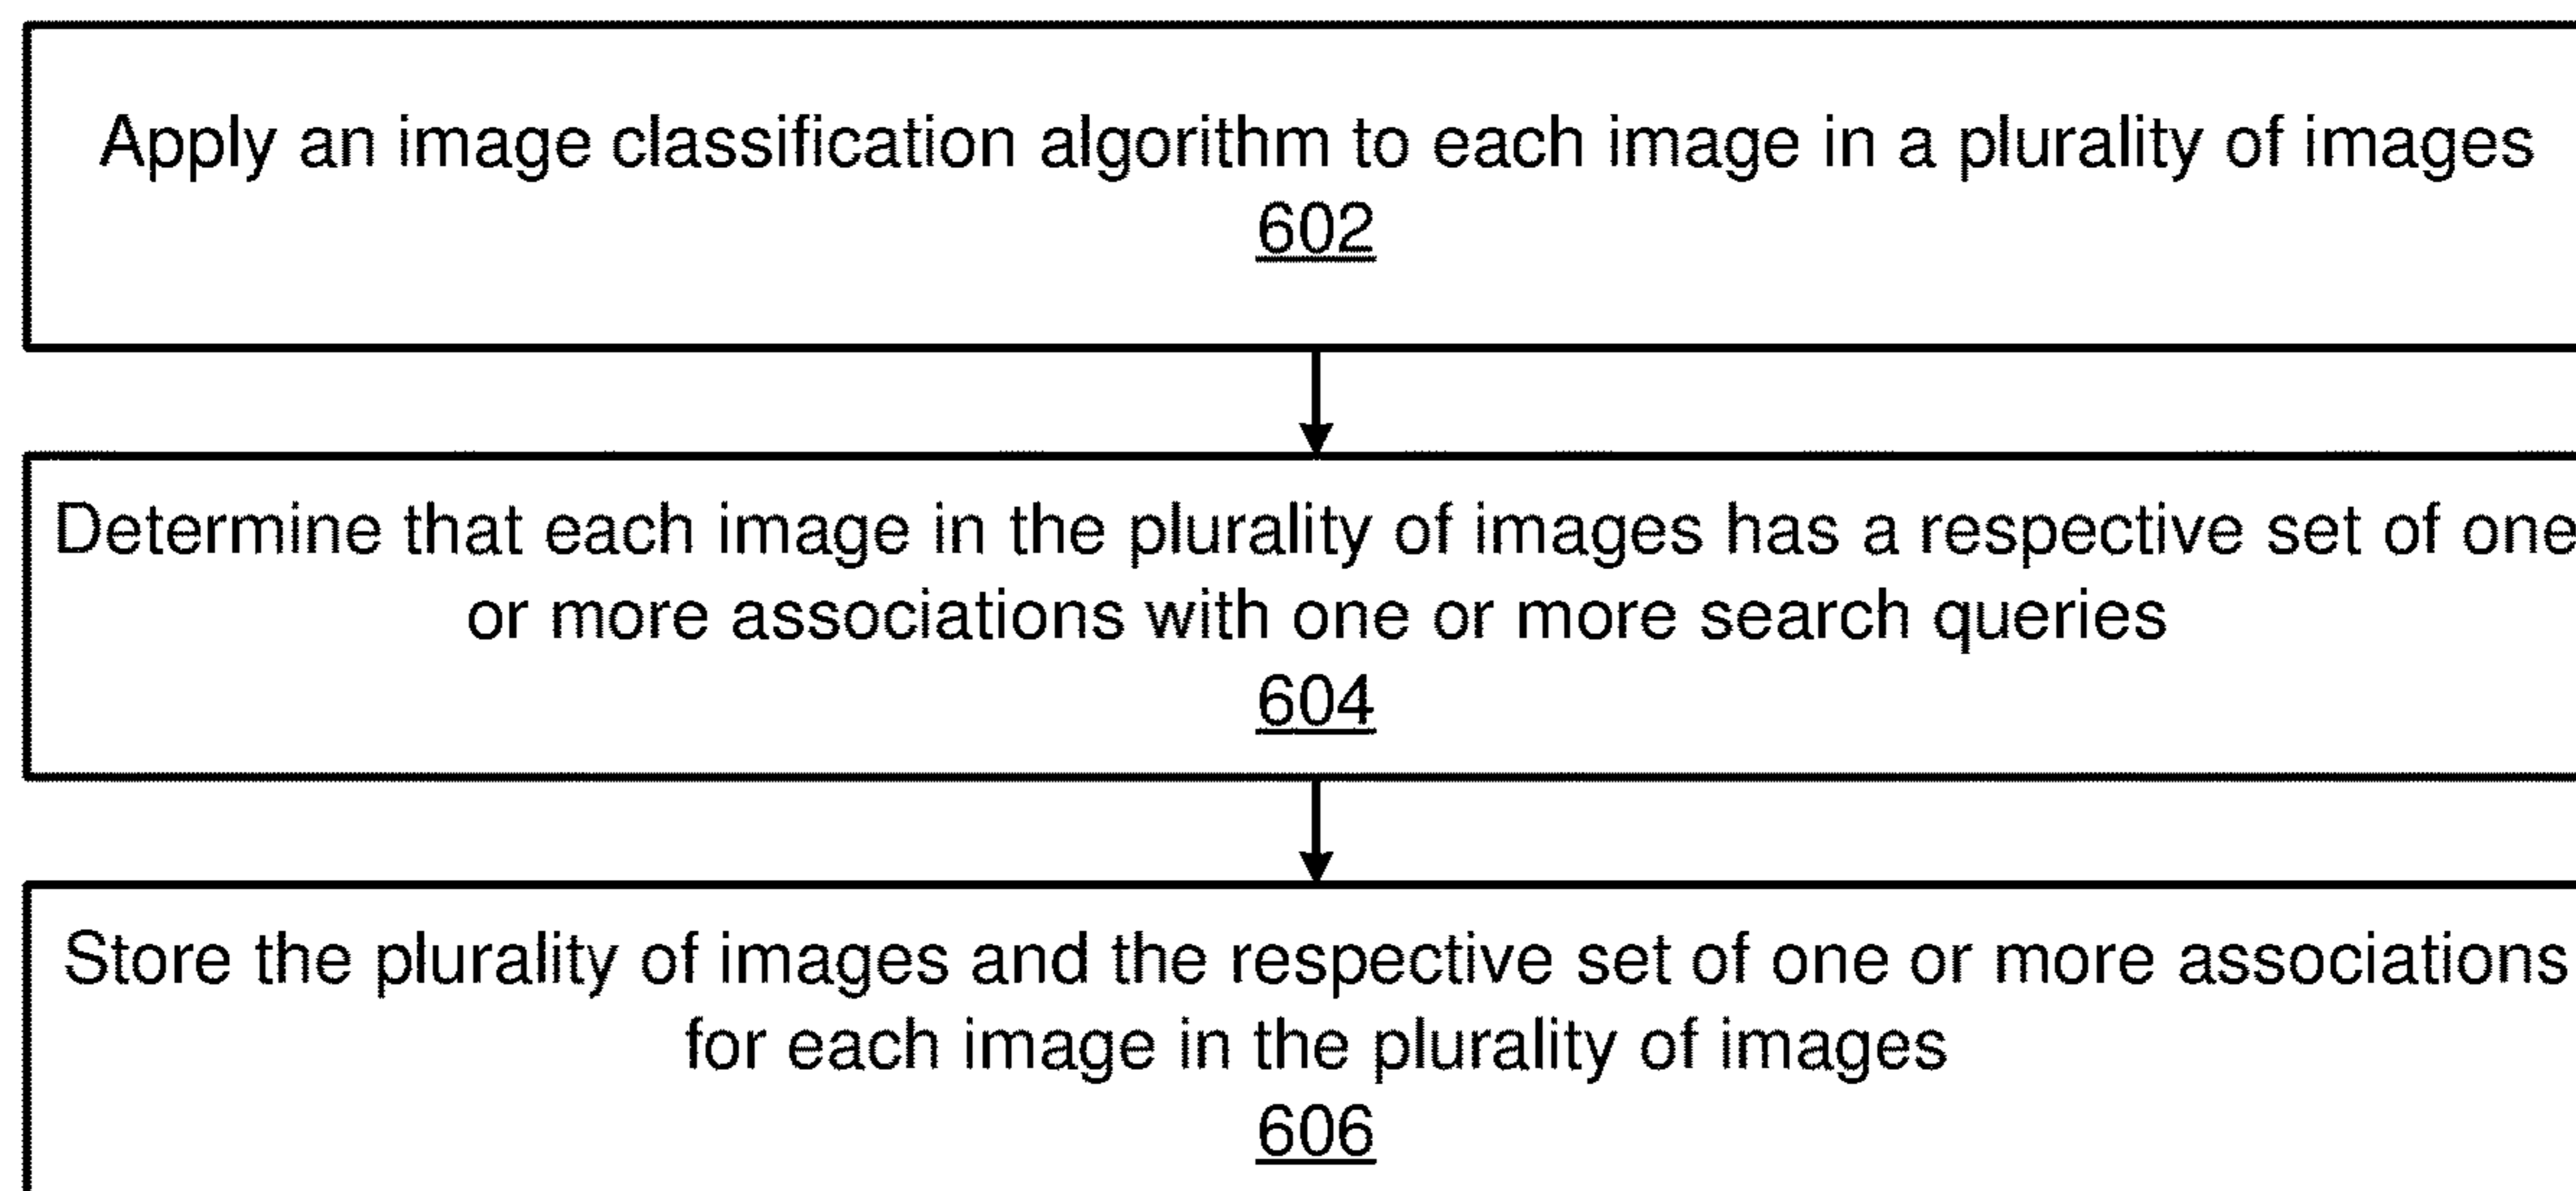 Apply an image classification algorithm to each image in a plurality of images
602
Determine that each image in the plurality of images has a respective set of one
or more associations with one or more search queries
604
Store the plurality of images and the respective set of one or more associations
for each image in the plurality of images
606